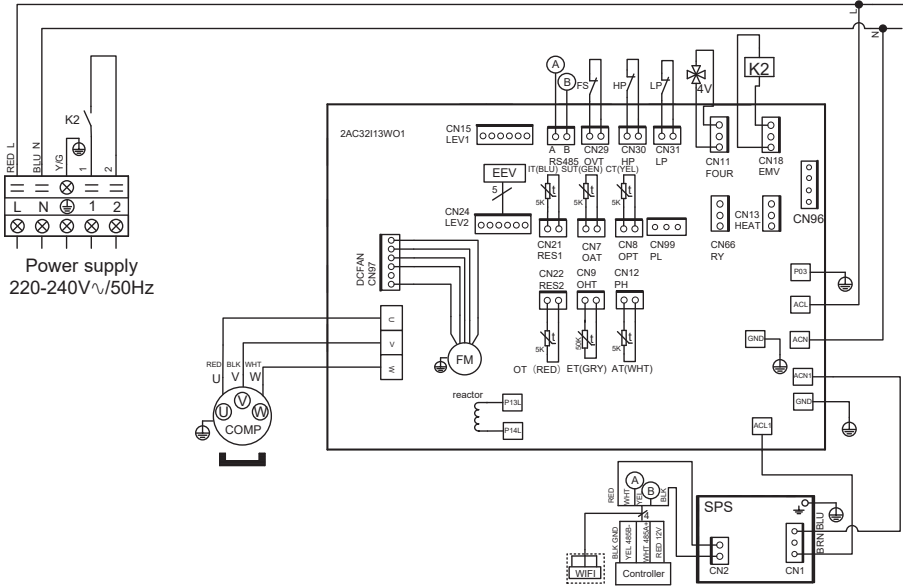 L
N
RED L
BLU N
Y/G
K2
1
2
L N 1 2
Power supply
220-240V∿/50Hz
2AC32I13WO1
CN15
LEV1
A
B
FS
HP
LP
4V
K2
A B
RS485
CN29
OVT
CN30
HP
CN31
LP
CN11
FOUR
CN18
EMV
EEV
5
IT(BLU) SUT(GEN) CT(YEL)
t
5K
t
5K
t
5K
CN24
LEV2
CN21
RES1
CN7
OAT
CN8
OPT
CN99
PL
CN66
RY
CN13
HEAT
CN96
DCFAN
CN97
CN22
RES2
CN9
OHT
CN12
PH
t
5K
t
50K
t
5K
OT (RED) ET(GRY) AT(WHT)
P03
ACL
ACN
GND
ACN1
GND
ACL1
U
V
W
FM
RED BLK WHT
U V W
U V W
COMP
reactor
P13L
P14L
RED
WHT
A
YEL
B
BLK
4
BLK GND
YEL 485B-
WHT 485A+
RED 12V
WIFI
Controller
SPS
CN2
CN1
BRN
BLU